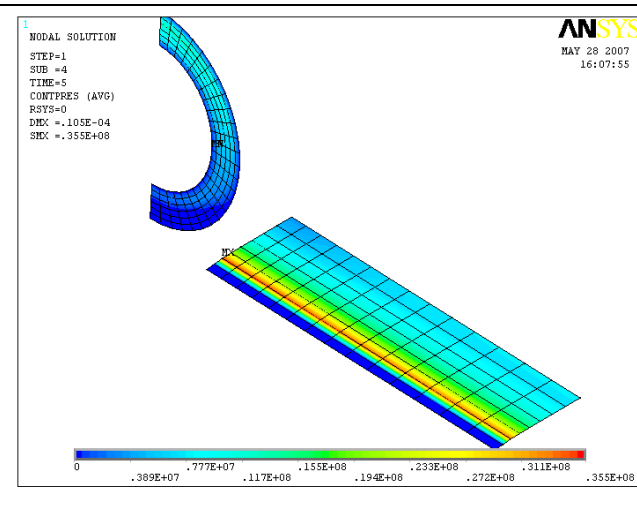 1
NODAL SOLUTION
STEP=1
SUB =4
TIME=5
CONTPRES (AVG)
RSYS=0
DMX =.105E-04
SMX =.355E+08
ANSYS
MAY 28 2007
16:07:55
MN
MX
0
.389E+07
.777E+07
.117E+08
.155E+08
.194E+08
.233E+08
.272E+08
.311E+08
.355E+08